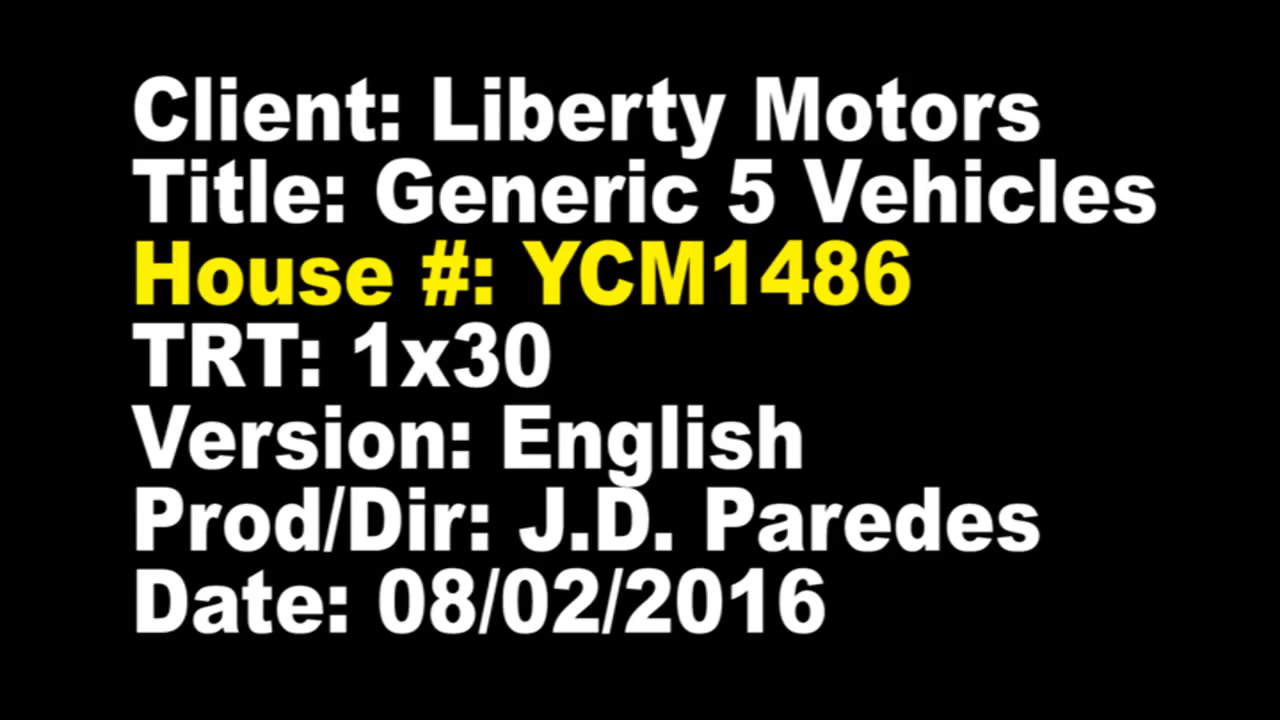 Client: Liberty Motors
Title: Generic 5 Vehicles
House #: YCM1486
TRT: 1x30
Version: English
Prod/Dir: J.D. Paredes
Date: 08/02/2016